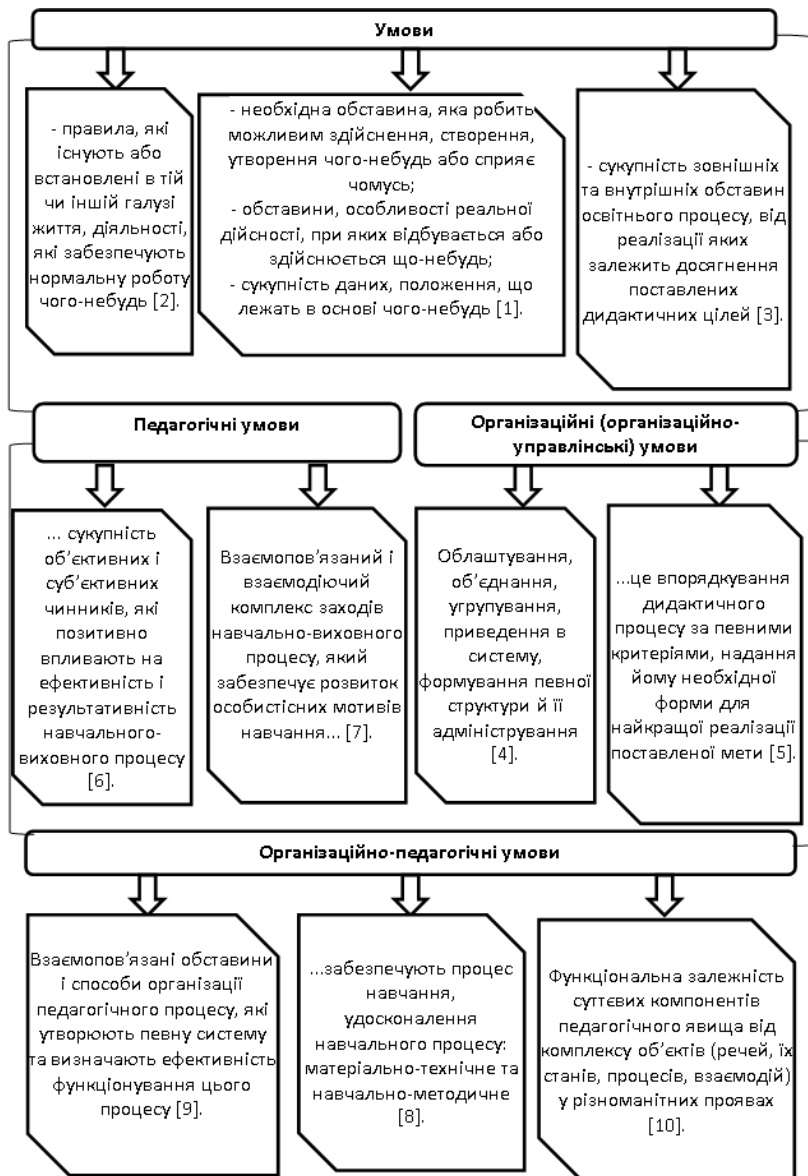 Умови
- правила, які
існують або
встановлені в тій
чи іншій галузі
життя, діяльності,
які забезпечують
нормальну роботу
чого-небудь [2].
- необхідна обставина, яка робить
можливим здійснення, створення,
утворення чого-небудь або сприяє
чомусь;
- обставини, особливості реальної
дійсності, при яких відбувається або
здійснюється що-небудь;
- сукупність даних, положення, що
лежать в основі чого-небудь [1].
- сукупність зовнішніх
та внутрішніх обставин
освітнього процесу, від
реалізації яких
залежить досягнення
поставлених
дидактичних цілей [3].
Педагогічні умови
Організаційні (організаційно-
управлінські) умови
... сукупність
об’єктивних і
суб’єктивних
чинників, які
позитивно
впливають на
ефективність і
результативність
навчального-
виховного процесу
[6].
Взаємопов’язаний і
взаємодіючий
комплекс заходів
навчально-виховного
процесу, який
забезпечує розвиток
особистісних мотивів
навчання... [7].
Облаштування,
об’єднання,
угрупування,
приведення в
систему,
формування певної
структури й її
адміністрування
[4].
...це впорядкування
дидактичного
процесу за певними
критеріями, надання
йому необхідної
форми для
найкращої реалізації
поставленої мети [5].
Організаційно-педагогічні умови
Взаємопов’язані обставини
і способи організації
педагогічного процесу, які
утворюють певну систему
та визначають ефективність
функціонування цього
процесу [9].
...забезпечують процес
навчання,
удосконалення
навчального процесу:
матеріально-технічне та
навчально-методичне
[8].
Функціональна залежність
суттєвих компонентів
педагогічного явища від
комплексу об’єктів (речей, їх
станів, процесів, взаємодій)
у різноманітних проявах
[10].